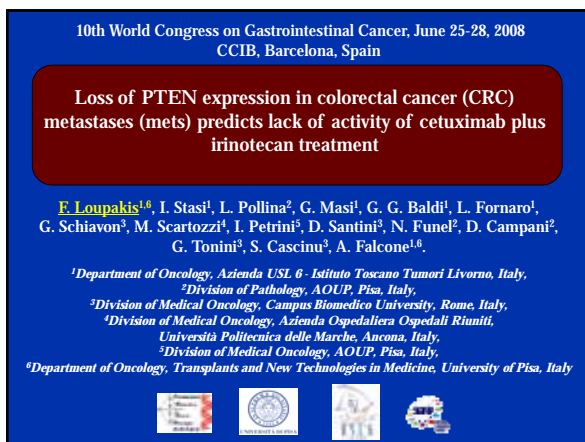 10th World Congress on Gastrointestinal Cancer, June 25-28, 2008
CCIB, Barcelona, Spain
Loss of PTEN expression in colorectal cancer (CRC)
metastases (mets) predicts lack of activity of cetuximab plus
irinotecan treatment
F. Loupakis¹,⁶, I. Stasi¹, L. Pollina², G. Masi¹, G. G. Baldi¹, L. Fornaro¹,
G. Schiavon³, M. Scartozzi⁴, I. Petrini⁵, D. Santini³, N. Funel², D. Campani²,
G. Tonini³, S. Cascinu³, A. Falcone¹,⁶.
¹Department of Oncology, Azienda USL 6 - Istituto Toscano Tumori Livorno, Italy,
²Division of Pathology, AOUP, Pisa, Italy,
³Division of Medical Oncology, Campus Biomedico University, Rome, Italy,
⁴Division of Medical Oncology, Azienda Ospedaliera Ospedali Riuniti,
Università Politecnica delle Marche, Ancona, Italy,
⁵Division of Medical Oncology, AOUP, Pisa, Italy,
⁶Department of Oncology, Transplants and New Technologies in Medicine, University of Pisa, Italy
UNIVERSITÀ DI PISA